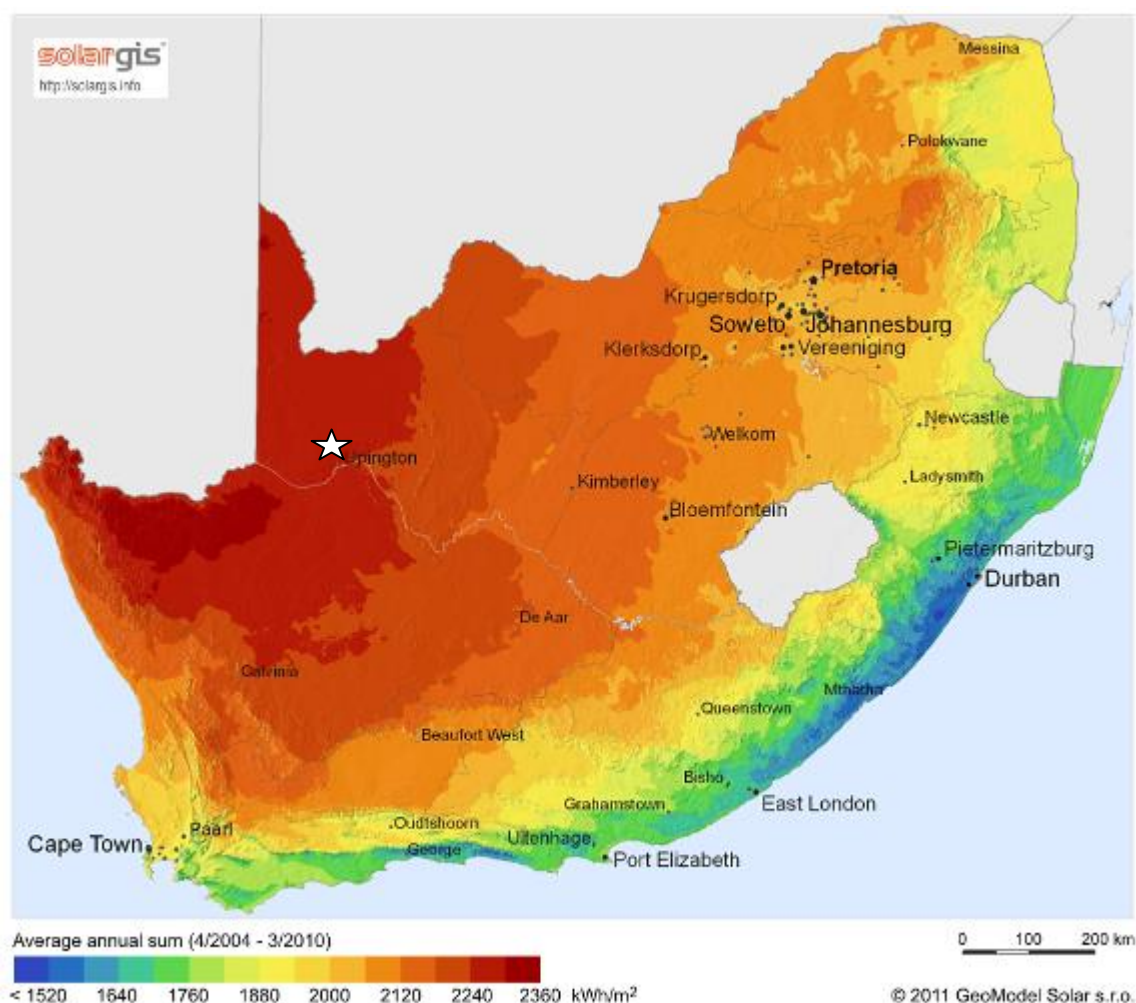 solargis
http://solargis.info
Messina
Polokwane
Pretoria
Krugersdorp
Soweto Johannesburg
Klerksdorp Vereeniging
Newcastle
Welkom
Upington
Ladysmith
Kimberley
Bloemfontein
Pietermaritzburg
Durban
De Aar
Calvinia
Mthatha
Queenstown
Beaufort West
Bisho
East London
Grahamstown
Oudtshoorn
Paarl
Uitenhage
Cape Town
George
Port Elizabeth
Average annual sum (4/2004 - 3/2010)
0 100 200 km
< 1520 1640 1760 1880 2000 2120 2240 2360 kWh/m²
© 2011 GeoModel Solar s.r.o.